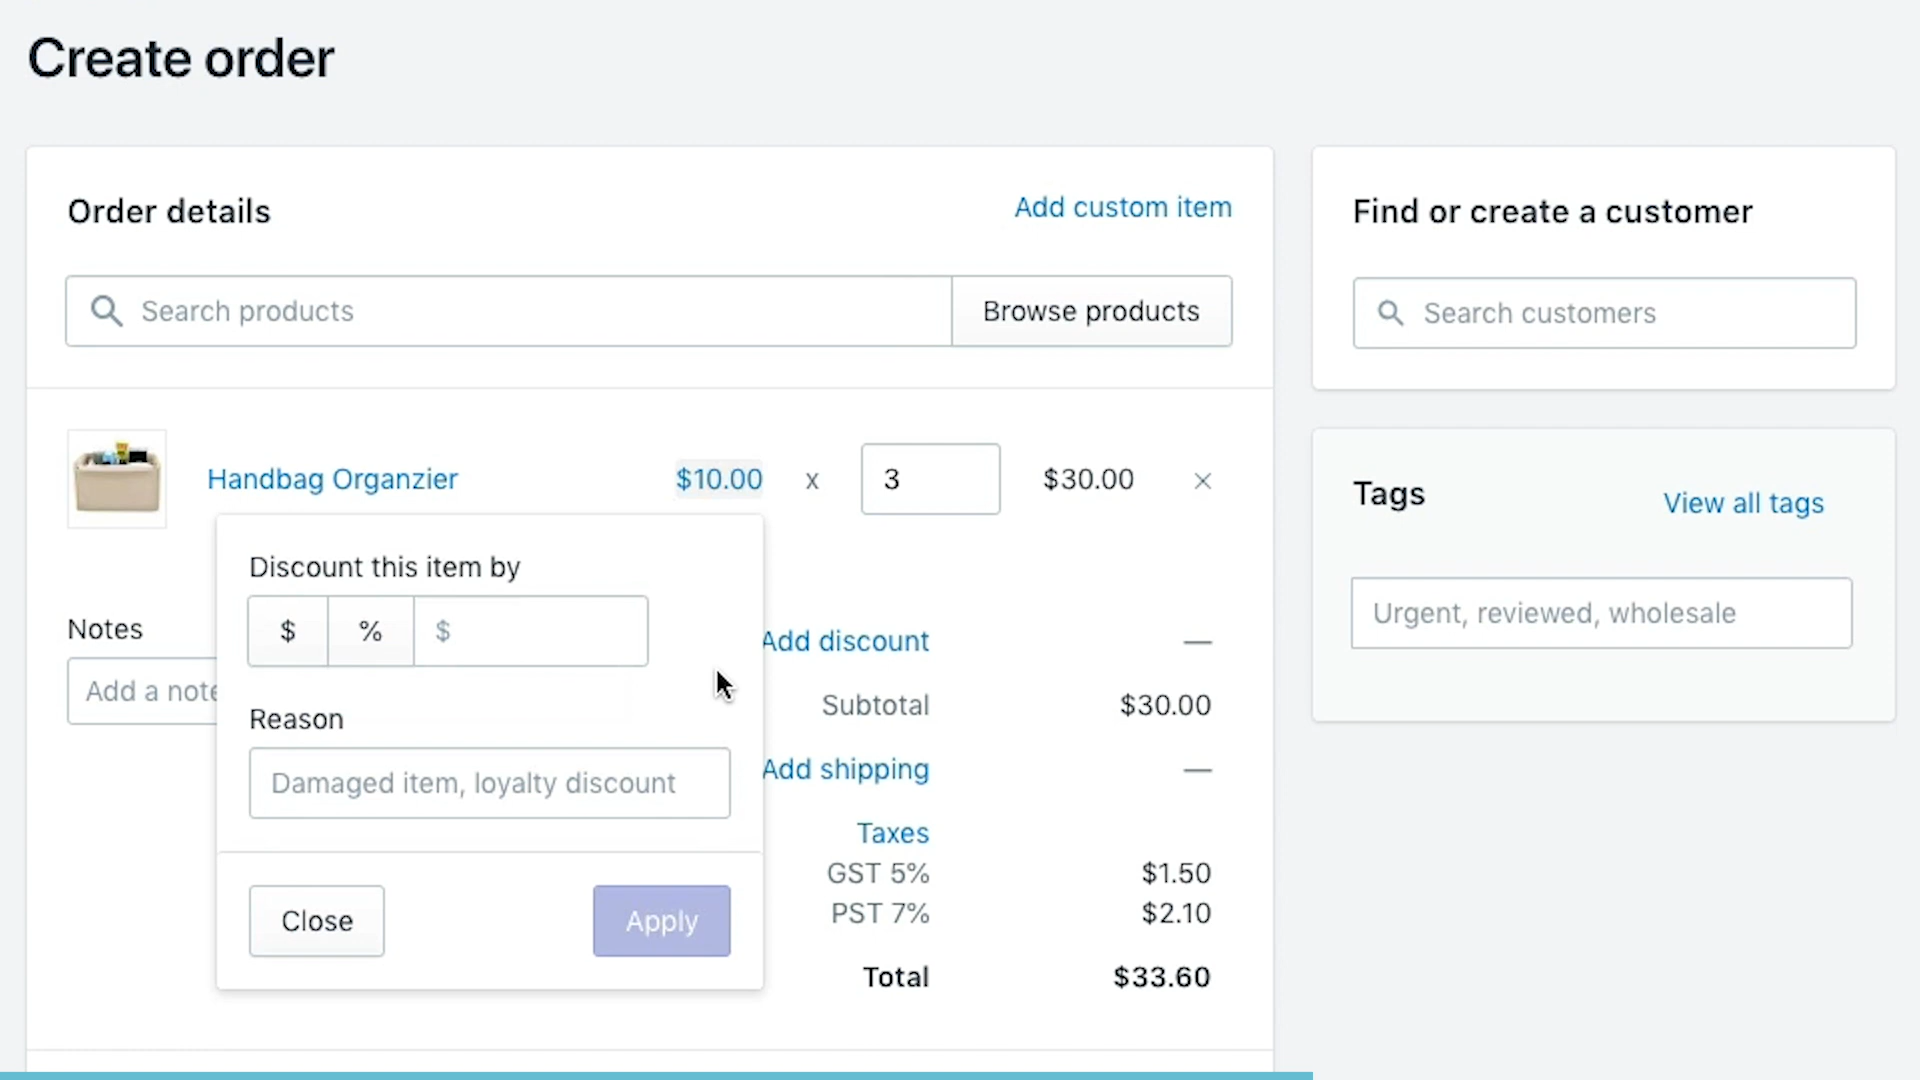 Create order
Order details
Add custom item
Search products
Browse products
Find or create a customer
Search customers
Handbag Organzier
$10.00
x
3
$30.00
×
Tags
View all tags
Urgent, reviewed, wholesale
Discount this item by
$
%
$
Notes
Add a note
Reason
Damaged item, loyalty discount
Close
Apply
Add discount
—
Subtotal
$30.00
Add shipping
—
Taxes
GST 5%
$1.50
PST 7%
$2.10
Total
$33.60